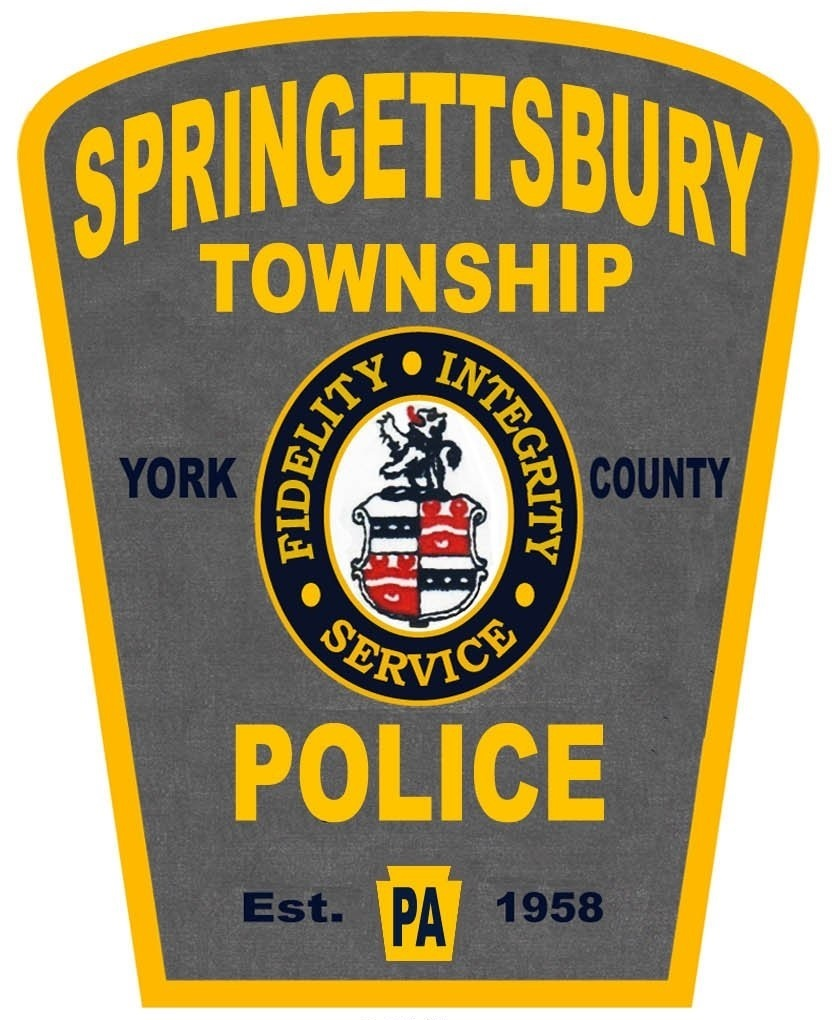 SPRINGETTSBURY
TOWNSHIP
FIDELITY • INTEGRITY
YORK COUNTY
• SERVICE •
POLICE
Est. PA 1958